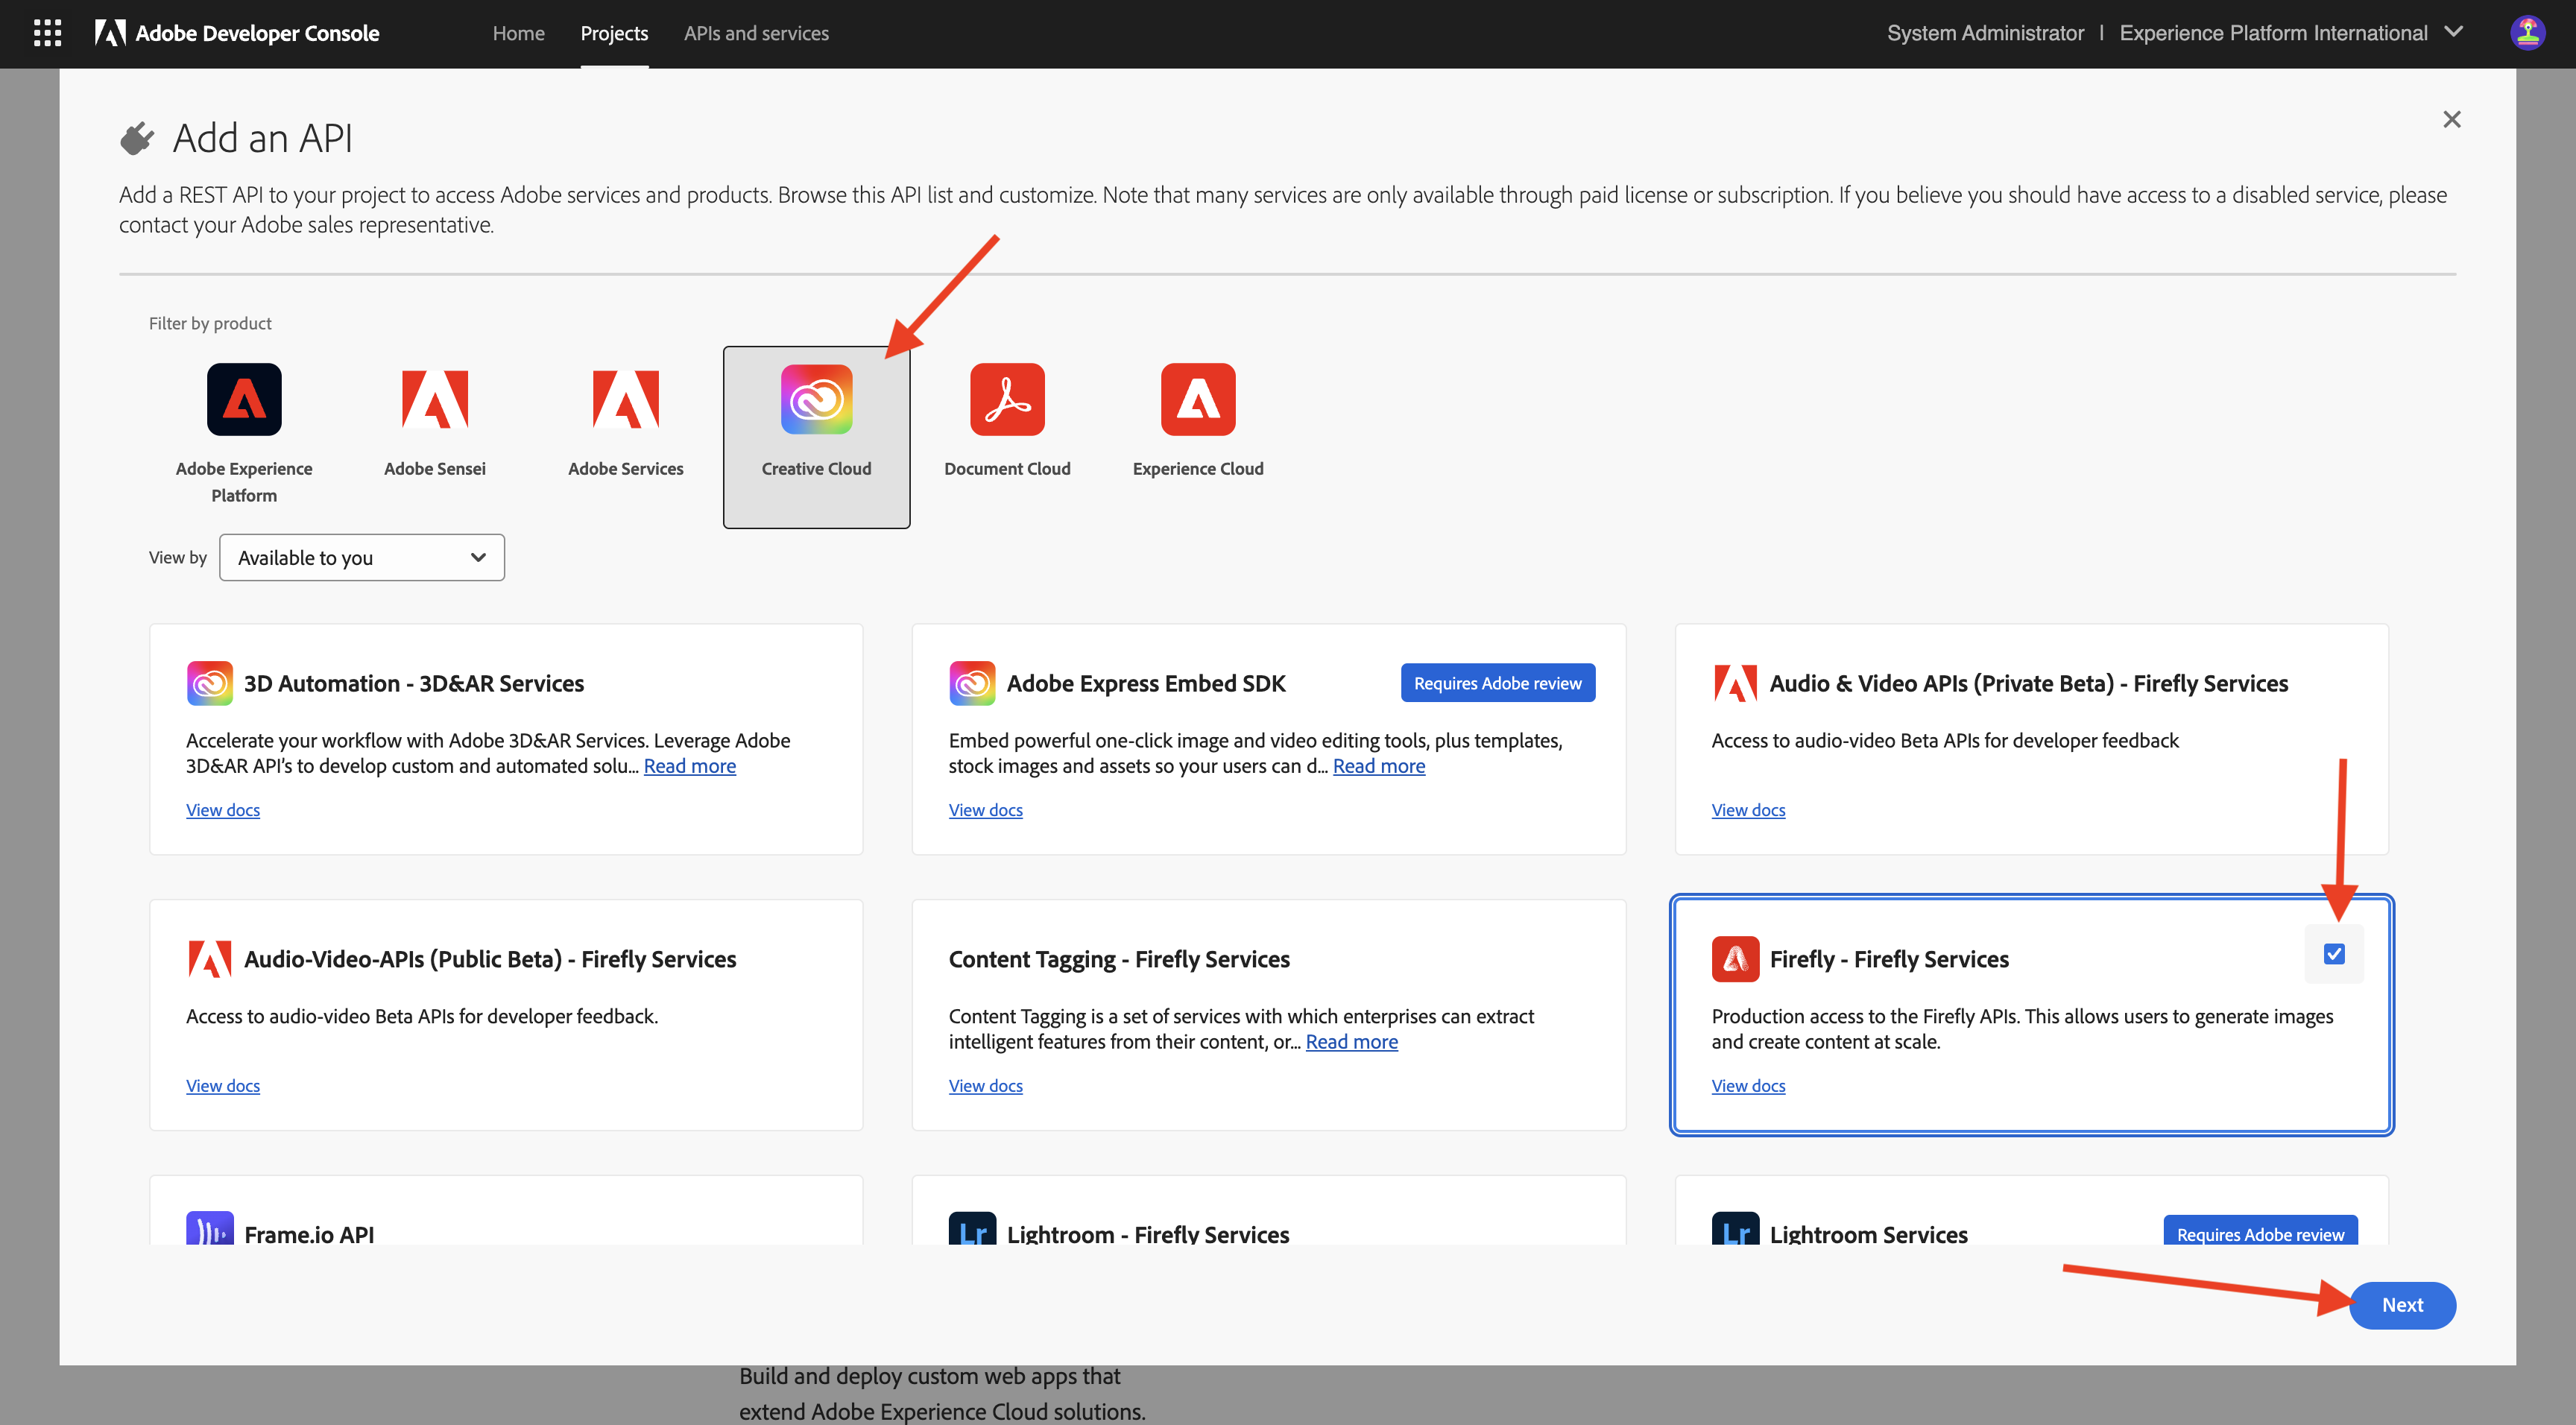 Adobe Developer Console
Home
Projects
APIs and services
System Administrator | Experience Platform International
Add an API
Add a REST API to your project to access Adobe services and products. Browse this API list and customize. Note that many services are only available through paid license or subscription. If you believe you should have access to a disabled service, please
contact your Adobe sales representative.
Filter by product
Adobe Experience
Platform
Adobe Sensei
Adobe Services
Creative Cloud
Document Cloud
Experience Cloud
View by
Available to you
3D Automation - 3D&AR Services
Accelerate your workflow with Adobe 3D&AR Services. Leverage Adobe
3D&AR API's to develop custom and automated solu... Read more
View docs
Adobe Express Embed SDK
Requires Adobe review
Embed powerful one-click image and video editing tools, plus templates,
stock images and assets so your users can d... Read more
View docs
Audio & Video APIs (Private Beta) - Firefly Services
Access to audio-video Beta APIs for developer feedback
View docs
Audio-Video-APIs (Public Beta) - Firefly Services
Access to audio-video Beta APIs for developer feedback.
View docs
Content Tagging - Firefly Services
Content Tagging is a set of services with which enterprises can extract
intelligent features from their content, or... Read more
View docs
Firefly - Firefly Services
Production access to the Firefly APIs. This allows users to generate images
and create content at scale.
View docs
Frame.io API
Lr
Lightroom - Firefly Services
Lr
Lightroom Services
Requires Adobe review
Next
Build and deploy custom web apps that
extend Adobe Experience Cloud solutions.